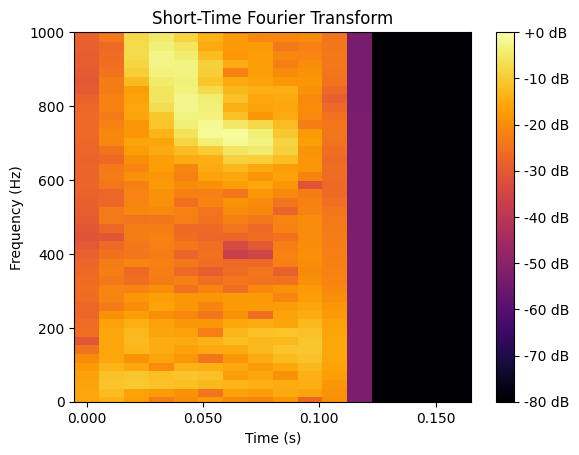 Short-Time Fourier Transform
1000
800
600
400
200
0
Frequency (Hz)
0.000
0.050
0.100
0.150
Time (s)
+0 dB
-10 dB
-20 dB
-30 dB
-40 dB
-50 dB
-60 dB
-70 dB
-80 dB